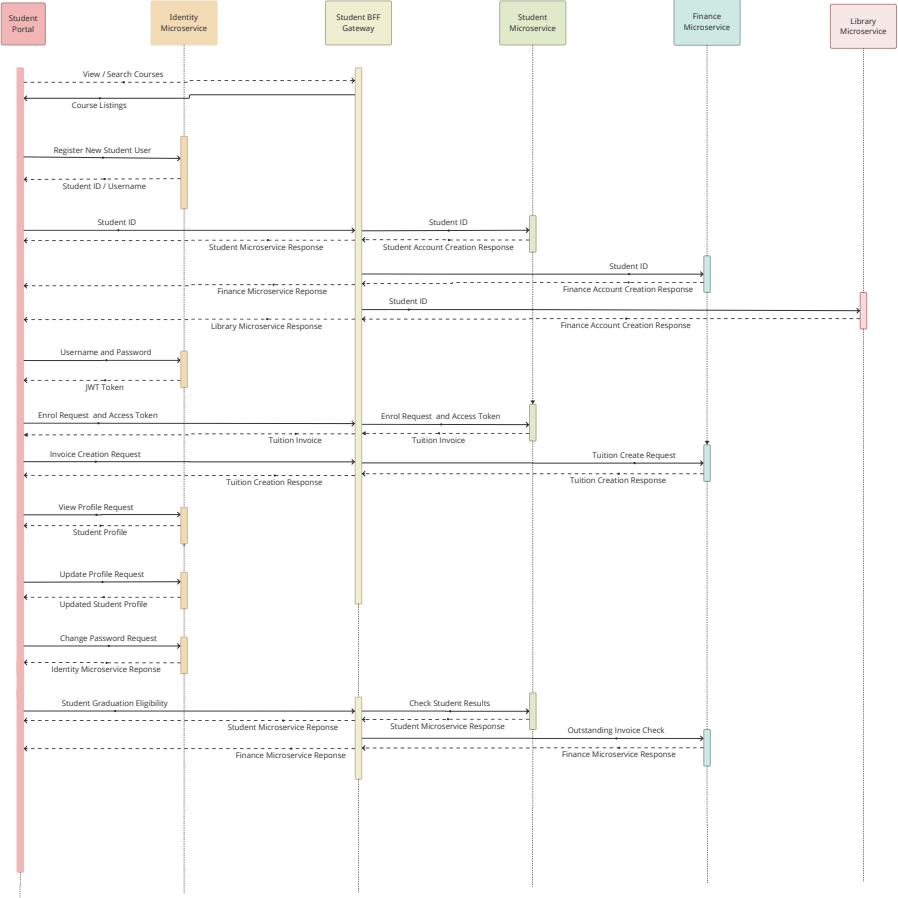 Student
Portal
Identity
Microservice
Student BFF
Gateway
Student
Microservice
Finance
Microservice
Library
Microservice
View / Search Courses
Course Listings
Register New Student User
Student ID / Username
Student ID
Student ID
Student Microservice Response
Student Account Creation Response
Student ID
Finance Microservice Reponse
Finance Account Creation Response
Student ID
Library Microservice Response
Finance Account Creation Response
Username and Password
JWT Token
Enrol Request and Access Token
Enrol Request and Access Token
Tuition Invoice
Tuition Invoice
Invoice Creation Request
Tuition Create Request
Tuition Creation Response
Tuition Creation Response
View Profile Request
Student Profile
Update Profile Request
Updated Student Profile
Change Password Request
Identity Microservice Reponse
Student Graduation Eligibility
Check Student Results
Student Microservice Reponse
Student Microservice Response
Outstanding Invoice Check
Finance Microservice Reponse
Finance Microservice Response